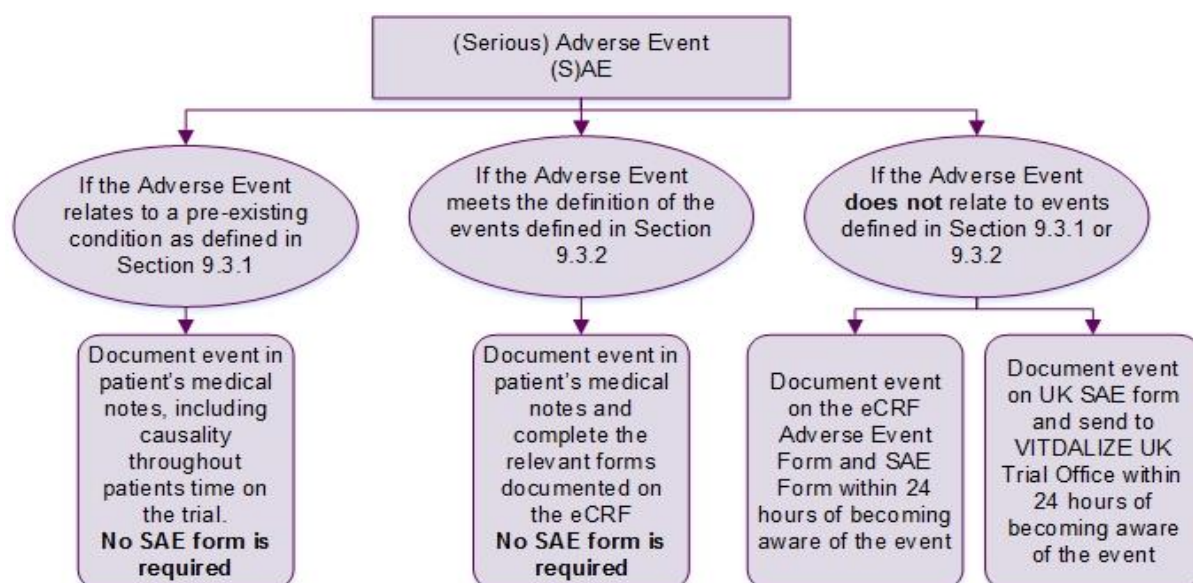 (Serious) Adverse Event
(S)AE
If the Adverse Event
relates to a pre-existing
condition as defined in
Section 9.3.1
If the Adverse Event
meets the definition of the
events defined in Section
9.3.2
If the Adverse Event
does not relate to events
defined in Section 9.3.1 or
9.3.2
Document event in
patient’s medical
notes, including
causality
throughout
patients time on
the trial.
No SAE form is
required
Document event in
patient’s medical
notes and
complete the
relevant forms
documented on
the eCRF
No SAE form is
required
Document event
on the eCRF
Adverse Event
Form and SAE
Form within 24
hours of becoming
aware of the event
Document event
on UK SAE form
and send to
VITDALIZE UK
Trial Office within
24 hours of
becoming aware
of the event